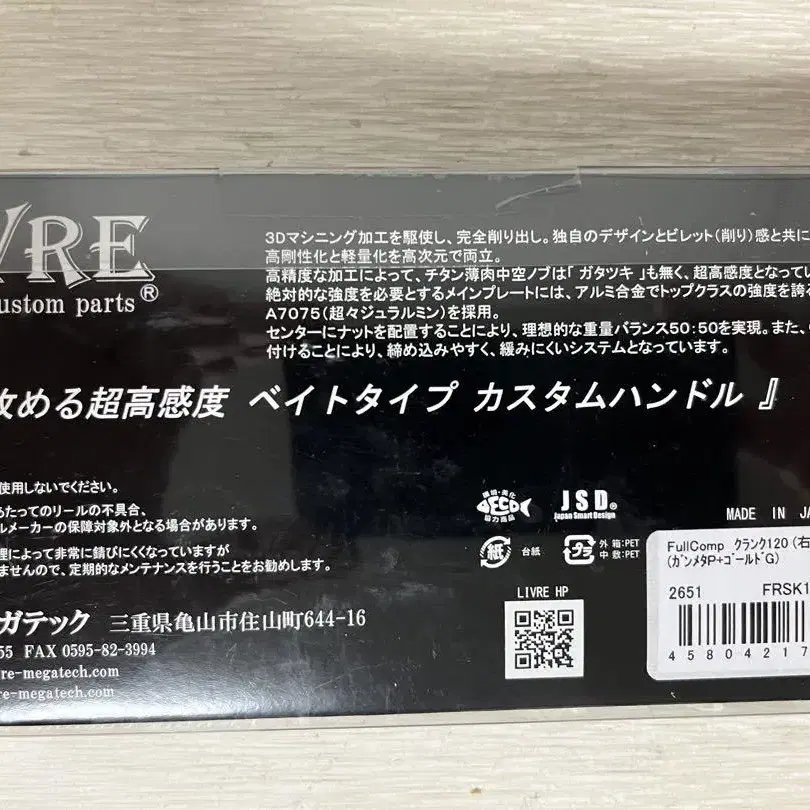 VRE
custom parts®
3Dマシニング加工を駆使し、完全削り出し。独自のデザインとビレット(削り)感と共に
高剛性化と軽量化を高次元で両立。
高精度な加工によって、チタン薄肉中空ノブは「ガタツキ」も無く、超高感度となってい
絶対的な強度を必要とするメインプレートには、アルミ合金でトップクラスの強度を誇る
A7075(超々ジュラルミン)を採用。
センターにナットを配置することにより、理想的な重量バランス50:50を実現。また、
付けることにより、締め込みやすく、緩みにくいシステムとなっています。
攻める超高感度 ベイトタイプ カスタムハンドル 』
使用しないでください。
たってのリールの不具合、
ルメーカーの保障対象外となる場合があります。
理によって非常に錆びにくくなっていますが
ませんので、定期的なメンテナンスを行うことをお勧めします。
ガテック 三重県亀山市住山町644-16
55 FAX 0595-82-3994
re-megatech.com
re-megatech.com
環境・美化
ECO
協力商品
JSD®
Japan Smart Design
紙 台紙
プラ 外箱:PET
中敷:PET
LIVRE HP
MADE IN JA
FullComp クランク120 (右
(ガンメタP+ゴールドG)
2651 FRSK1
4 580421 7